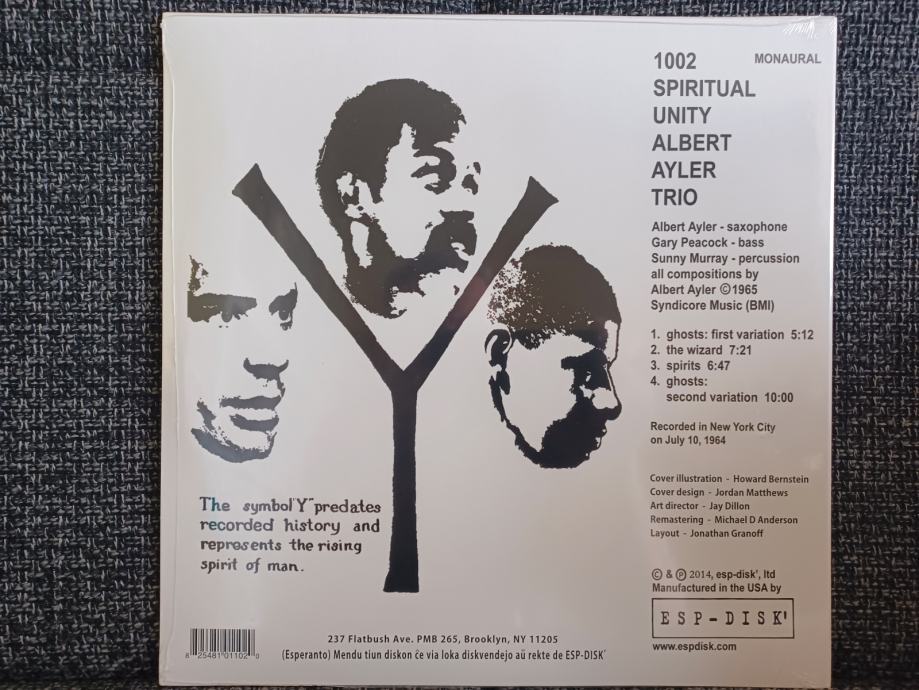 1002 MONAURAL
SPIRITUAL
UNITY
ALBERT
AYLER
TRIO
Albert Ayler - saxophone
Gary Peacock - bass
Sunny Murray - percussion
all compositions by
Albert Ayler ©1965
Syndicore Music (BMI)
1. ghosts: first variation 5:12
2. the wizard 7:21
3. spirits 6:47
4. ghosts:
second variation 10:00
Recorded in New York City
on July 10, 1964
Cover illustration - Howard Bernstein
Cover design - Jordan Matthews
Art director - Jay Dillon
Remastering - Michael D Anderson
Layout - Jonathan Granoff
© & ℗ 2014, esp-disk', ltd
Manufactured in the USA by
ESP-DISK'
www.espdisk.com
Y
The symbol "Y" predates
recorded history and
represents the rising
spirit of man.
8 25481 01102 0
237 Flatbush Ave. PMB 265, Brooklyn, NY 11205
(Esperanto) Mendu tiun diskon ĉe via loka diskvendejo aŭ rekte de ESP-DISK'